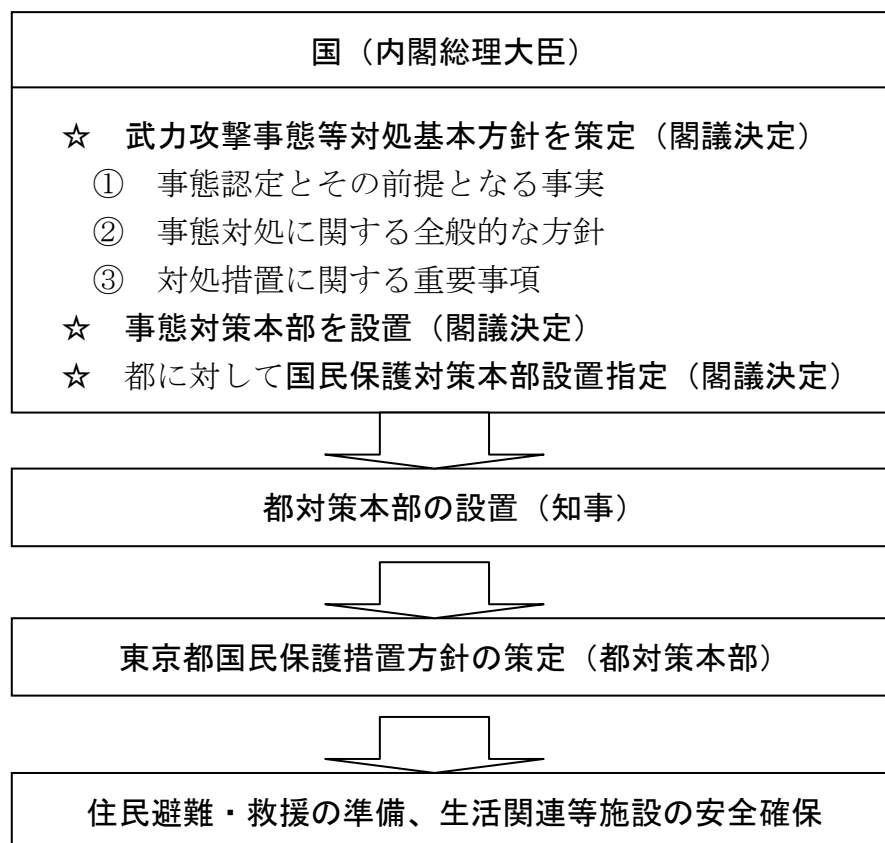 国（内閣総理大臣）
☆　武力攻撃事態等対処基本方針を策定（閣議決定）
①　事態認定とその前提となる事実
②　事態対処に関する全般的な方針
③　対処措置に関する重要事項
☆　事態対策本部を設置（閣議決定）
☆　都に対して国民保護対策本部設置指定（閣議決定）
都対策本部の設置（知事）
東京都国民保護措置方針の策定（都対策本部）
住民避難・救援の準備、生活関連等施設の安全確保